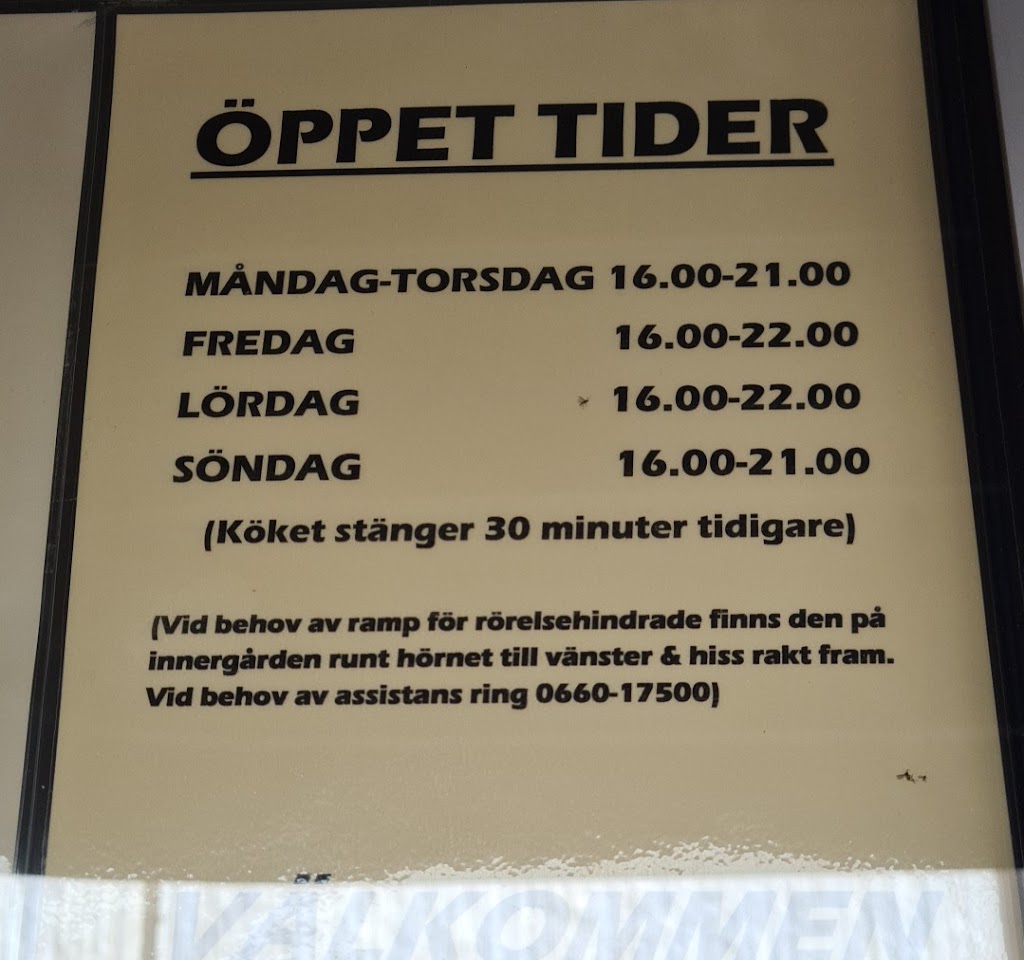 ÖPPET TIDER
MÅNDAG-TORSDAG 16.00-21.00
FREDAG 16.00-22.00
LÖRDAG 16.00-22.00
SÖNDAG 16.00-21.00
(Köket stänger 30 minuter tidigare)
(Vid behov av ramp för rörelsehindrade finns den på
innergården runt hörnet till vänster & hiss rakt fram.
Vid behov av assistans ring 0660-17500)
VÄLKOMMEN